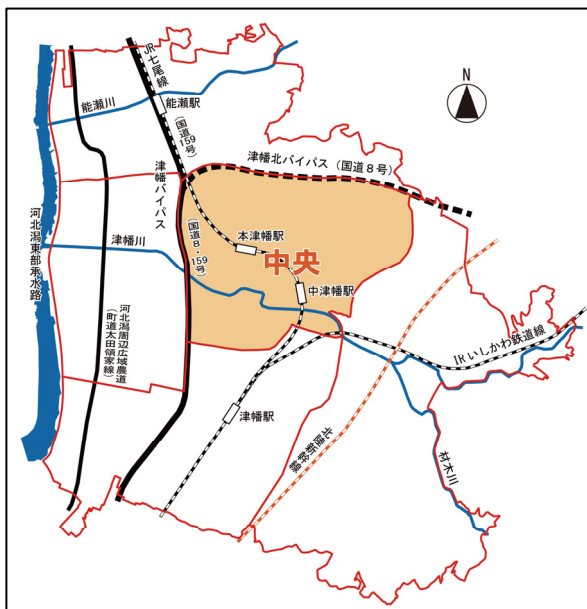 N
JR七尾線
能瀬駅
能瀬川
(国道159号)
津幡北バイパス(国道8号)
津幡バイパス
(国道8・159号)
本津幡駅
中央
中津幡駅
津幡川
河北潟東部承水路
河北潟周辺広域農道
(町道太田領家線)
IRいしかわ鉄道線
津幡駅
北陸新幹線
材木川